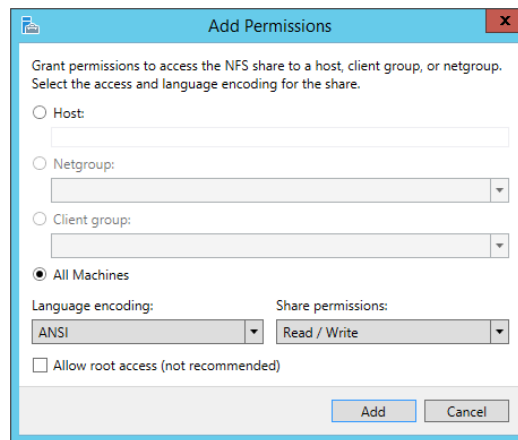 Add Permissions
x
Grant permissions to access the NFS share to a host, client group, or netgroup.
Select the access and language encoding for the share.
Host:
Netgroup:
Client group:
All Machines
Language encoding:
Share permissions:
ANSI
Read / Write
Allow root access (not recommended)
Add
Cancel